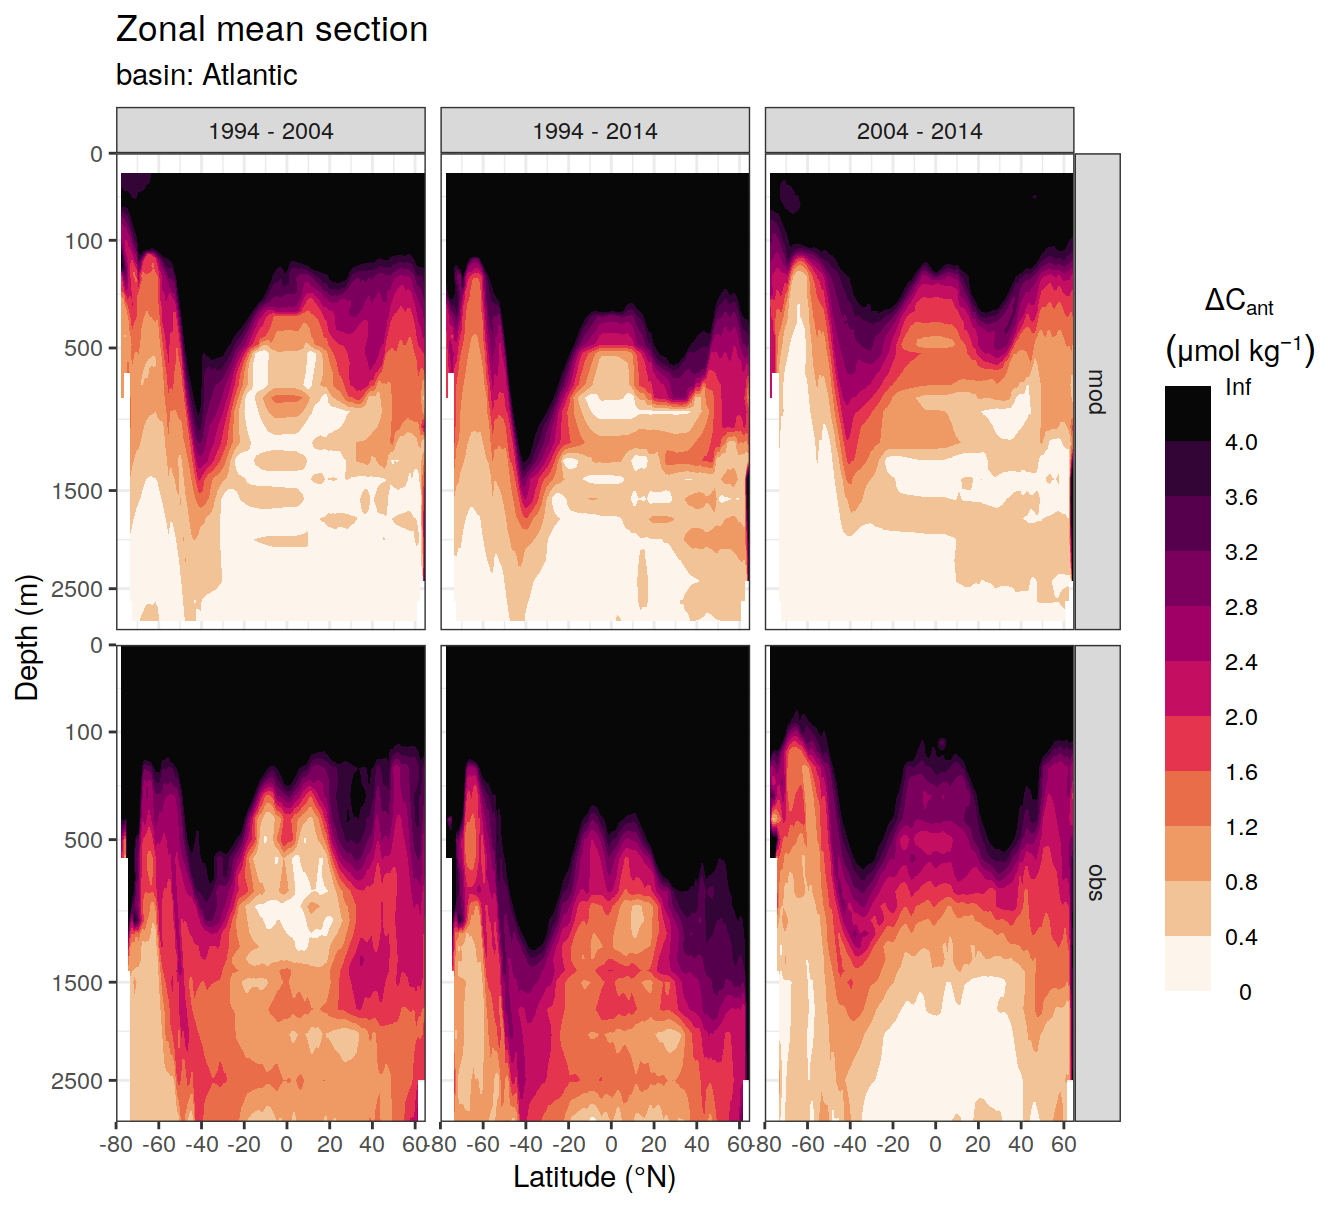 Zonal mean section
basin: Atlantic
1994 - 2004
1994 - 2014
2004 - 2014
0
100
500
1500
2500
mod
0
100
500
1500
2500
obs
Depth (m)
-80 -60 -40 -20 0 20 40 60
-80 -60 -40 -20 0 20 40 60
-80 -60 -40 -20 0 20 40 60
Latitude (°N)
ΔCant
(μmol kg⁻¹)
Inf
4.0
3.6
3.2
2.8
2.4
2.0
1.6
1.2
0.8
0.4
0